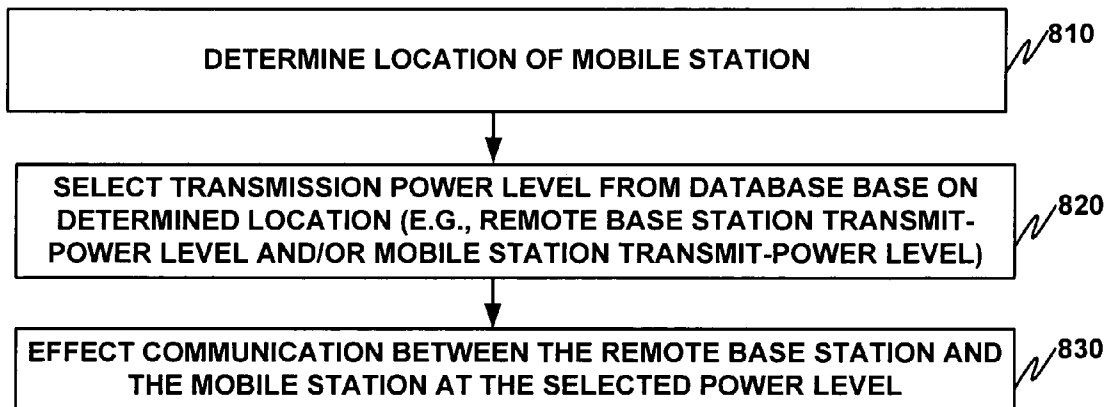 DETERMINE LOCATION OF MOBILE STATION
810
SELECT TRANSMISSION POWER LEVEL FROM DATABASE BASE ON
DETERMINED LOCATION (E.G., REMOTE BASE STATION TRANSMIT-
POWER LEVEL AND/OR MOBILE STATION TRANSMIT-POWER LEVEL)
820
EFFECT COMMUNICATION BETWEEN THE REMOTE BASE STATION AND
THE MOBILE STATION AT THE SELECTED POWER LEVEL
830